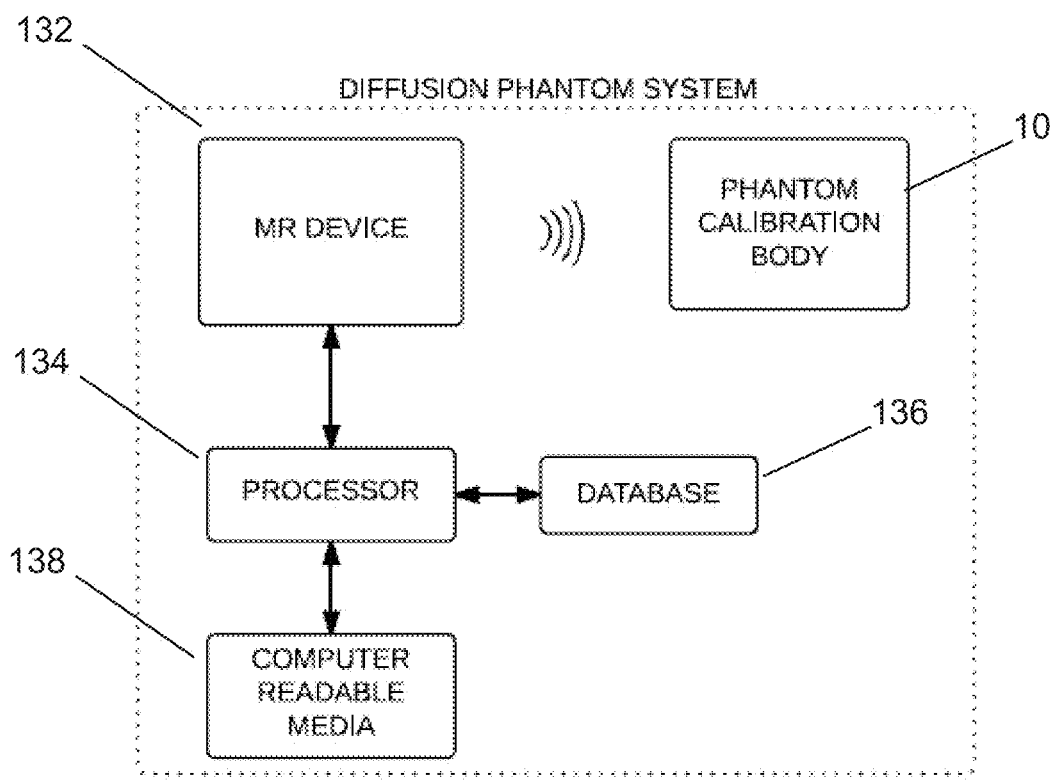 132
DIFFUSION PHANTOM SYSTEM
10
MR DEVICE
PHANTOM
CALIBRATION
BODY
134
136
PROCESSOR
DATABASE
138
COMPUTER
READABLE
MEDIA